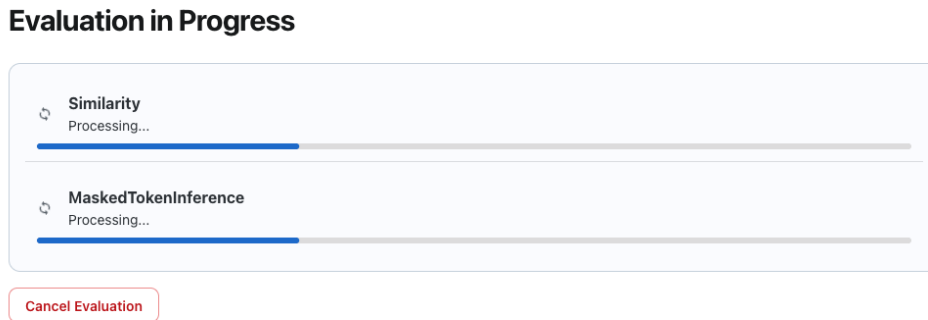 Evaluation in Progress
Similarity
Processing...
MaskedTokenInference
Processing...
Cancel Evaluation